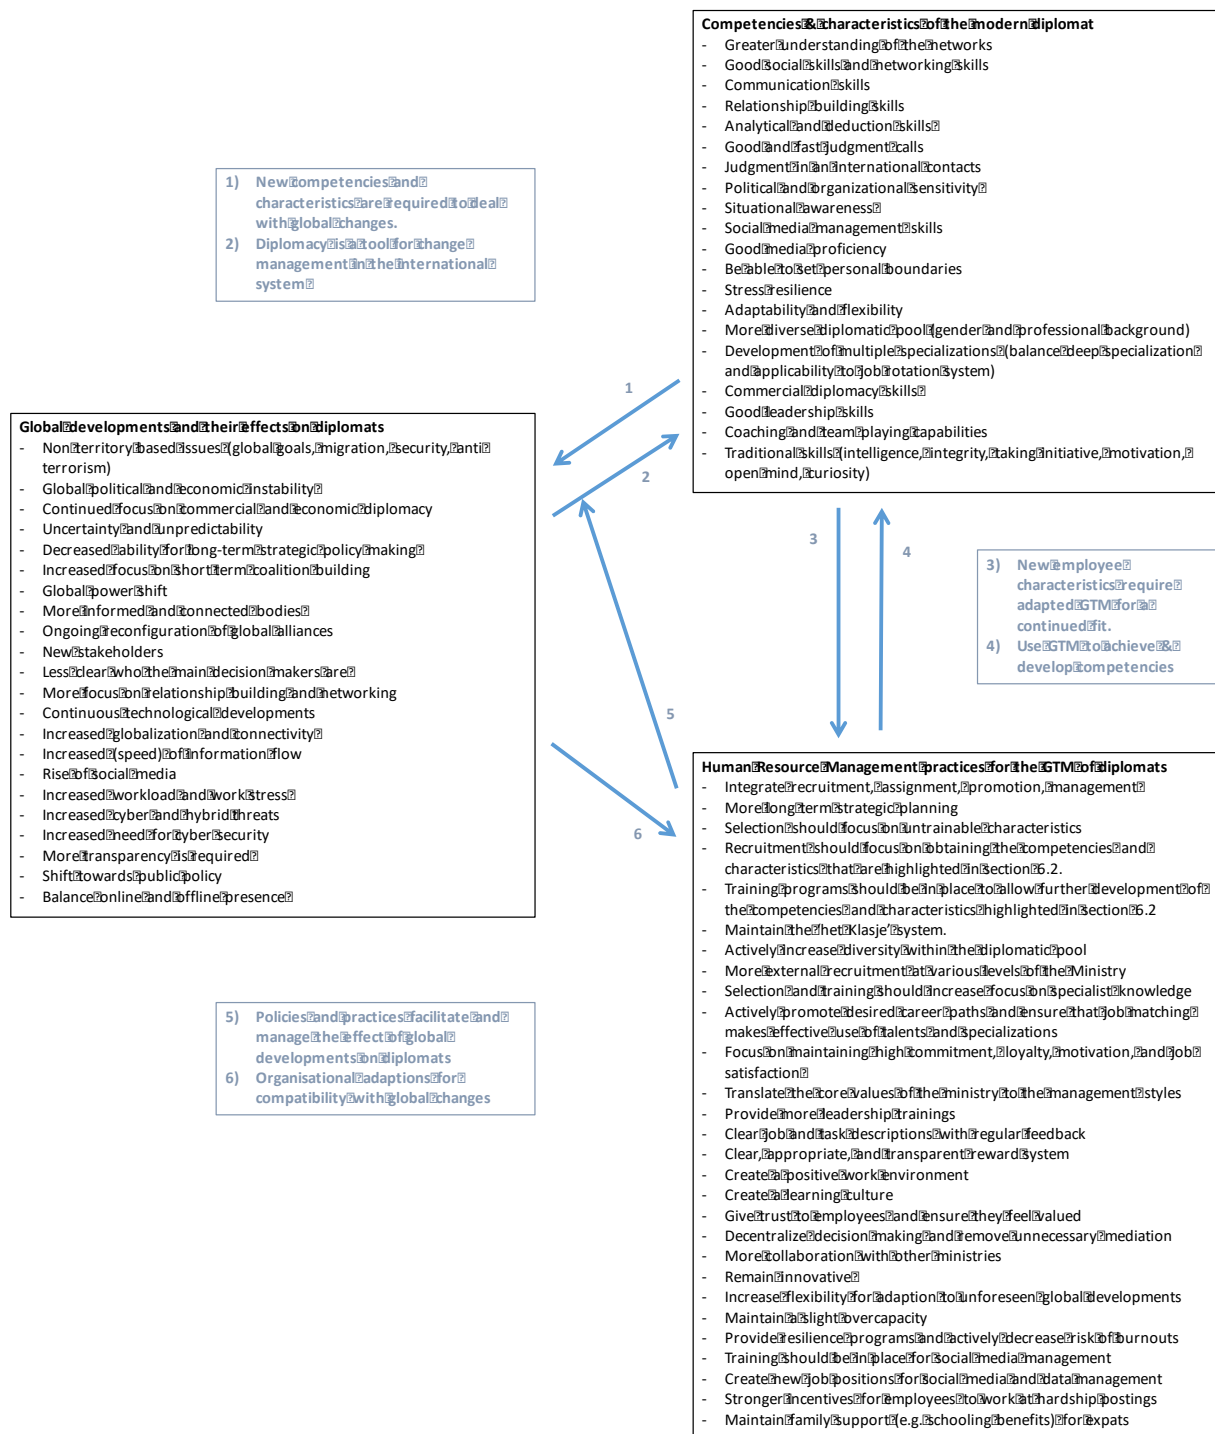 Competencies & characteristics of the modern diplomat
- Greater understanding of the networks
- Good social skills and networking skills
- Communication skills
- Relationship building skills
- Analytical and deduction skills
- Good and fast judgment calls
- Judgment in an international contacts
- Political and organizational sensitivity
- Situational awareness
- Social media management skills
- Good media proficiency
- Be able to set personal boundaries
- Stress resilience
- Adaptability and flexibility
- More diverse diplomatic pool (gender and professional background)
- Development of multiple specializations (balance deep specialization
and applicability to job rotation system)
- Commercial diplomacy skills
- Good leadership skills
- Coaching and team playing capabilities
- Traditional skills (intelligence, integrity, taking initiative, motivation,
open mind, curiosity)
1) New competencies and
characteristics are required to deal
with global changes.
2) Diplomacy is a tool for change
management in the international
system
1
2
Global developments and their effects on diplomats
- Non territory based issues (global goals, migration, security, anti
terrorism)
- Global political and economic instability
- Continued focus on commercial and economic diplomacy
- Uncertainty and unpredictability
- Decreased ability for long-term strategic policy making
- Increased focus on short term coalition building
- Global power shift
- More informed and connected bodies
- Ongoing reconfiguration of global alliances
- New stakeholders
- Less clear who the main decision makers are
- More focus on relationship building and networking
- Continuous technological developments
- Increased globalization and connectivity
- Increased (speed) of information flow
- Rise of social media
- Increased workload and work stress
- Increased cyber and hybrid threats
- Increased need for cyber security
- More transparency is required
- Shift towards public policy
- Balance online and offline presence
3
4
3) New employee
characteristics require
adapted GTM for a
continued fit.
4) Use GTM to achieve &
develop competencies
5
6
Human Resource Management practices for the GTM of diplomats
- Integrate recruitment, assignment, promotion, management
- More long term strategic planning
- Selection should focus on untrainable characteristics
- Recruitment should focus on obtaining the competencies and
characteristics that are highlighted in section 6.2.
- Training programs should be in place to allow further development of
the competencies and characteristics highlighted in section 6.2
- Maintain the 'het Klasje' system.
- Actively increase diversity within the diplomatic pool
- More external recruitment at various levels of the Ministry
- Selection and training should increase focus on specialist knowledge
- Actively promote desired career paths and ensure that job matching
makes effective use of talents and specializations
- Focus on maintaining high commitment, loyalty, motivation, and job
satisfaction
- Translate the core values of the ministry to the management styles
- Provide more leadership trainings
- Clear job and task descriptions with regular feedback
- Clear, appropriate, and transparent reward system
- Create a positive work environment
- Create a learning culture
- Give trust to employees and ensure they feel valued
- Decentralize decision making and remove unnecessary mediation
- More collaboration with other ministries
- Remain innovative
- Increase flexibility for adaption to unforeseen global developments
- Maintain a slight overcapacity
- Provide resilience programs and actively decrease risk of burnouts
- Training should be in place for social media management
- Create new job positions for social media and data management
- Stronger incentives for employees to work at hardship postings
- Maintain family support (e.g. schooling benefits) for expats
5) Policies and practices facilitate and
manage the effect of global
developments on diplomats
6) Organisational adaptions for
compatibility with global changes